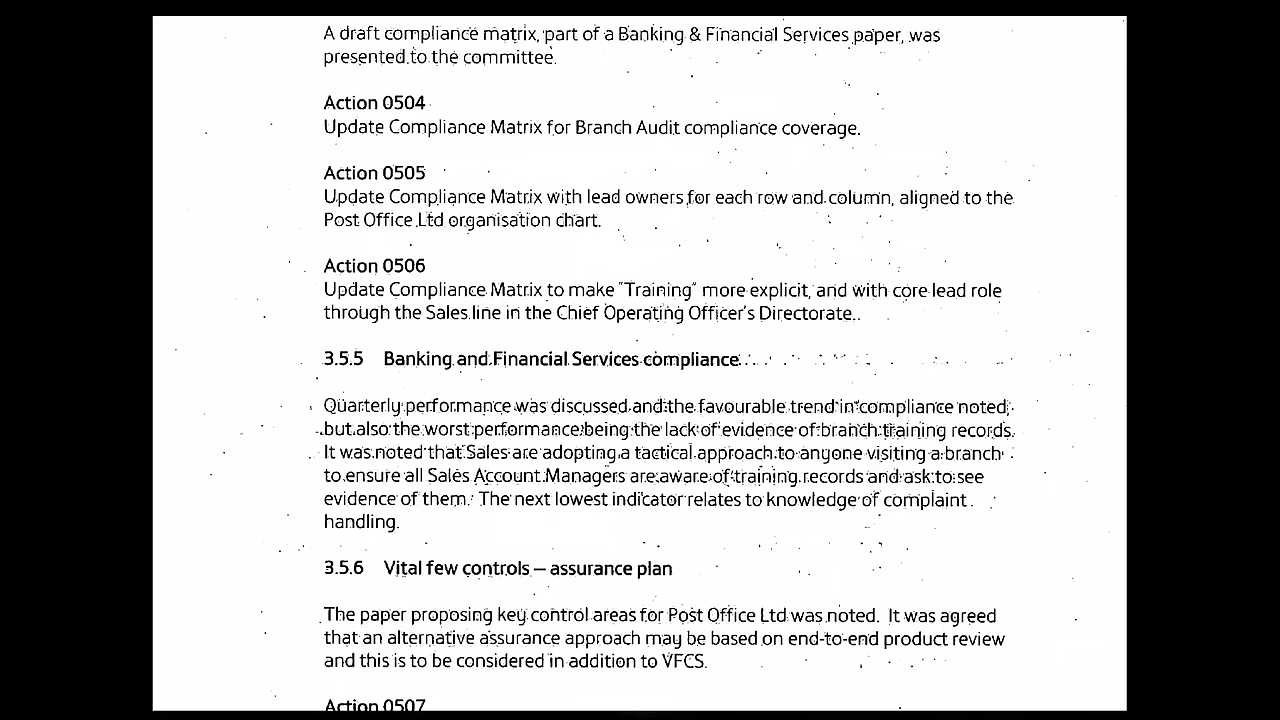 A draft compliance matrix, part of a Banking & Financial Services paper, was
presented to the committee.
Action 0504
Update Compliance Matrix for Branch Audit compliance coverage.
Action 0505
Update Compliance Matrix with lead owners for each row and column, aligned to the
Post Office Ltd organisation chart.
Action 0506
Update Compliance Matrix to make "Training" more explicit, and with core lead role
through the Sales line in the Chief Operating Officer's Directorate..
3.5.5 Banking and Financial Services compliance
Quarterly performance was discussed and the favourable trend in compliance noted,
but also the worst performance being the lack of evidence of branch training records.
It was noted that Sales are adopting a tactical approach to anyone visiting a branch
to ensure all Sales Account Managers are aware of training records and ask to see
evidence of them. The next lowest indicator relates to knowledge of complaint
handling.
3.5.6 Vital few controls – assurance plan
The paper proposing key control areas for Post Office Ltd was noted. It was agreed
that an alternative assurance approach may be based on end-to-end product review
and this is to be considered in addition to VFCS.
Action 0507